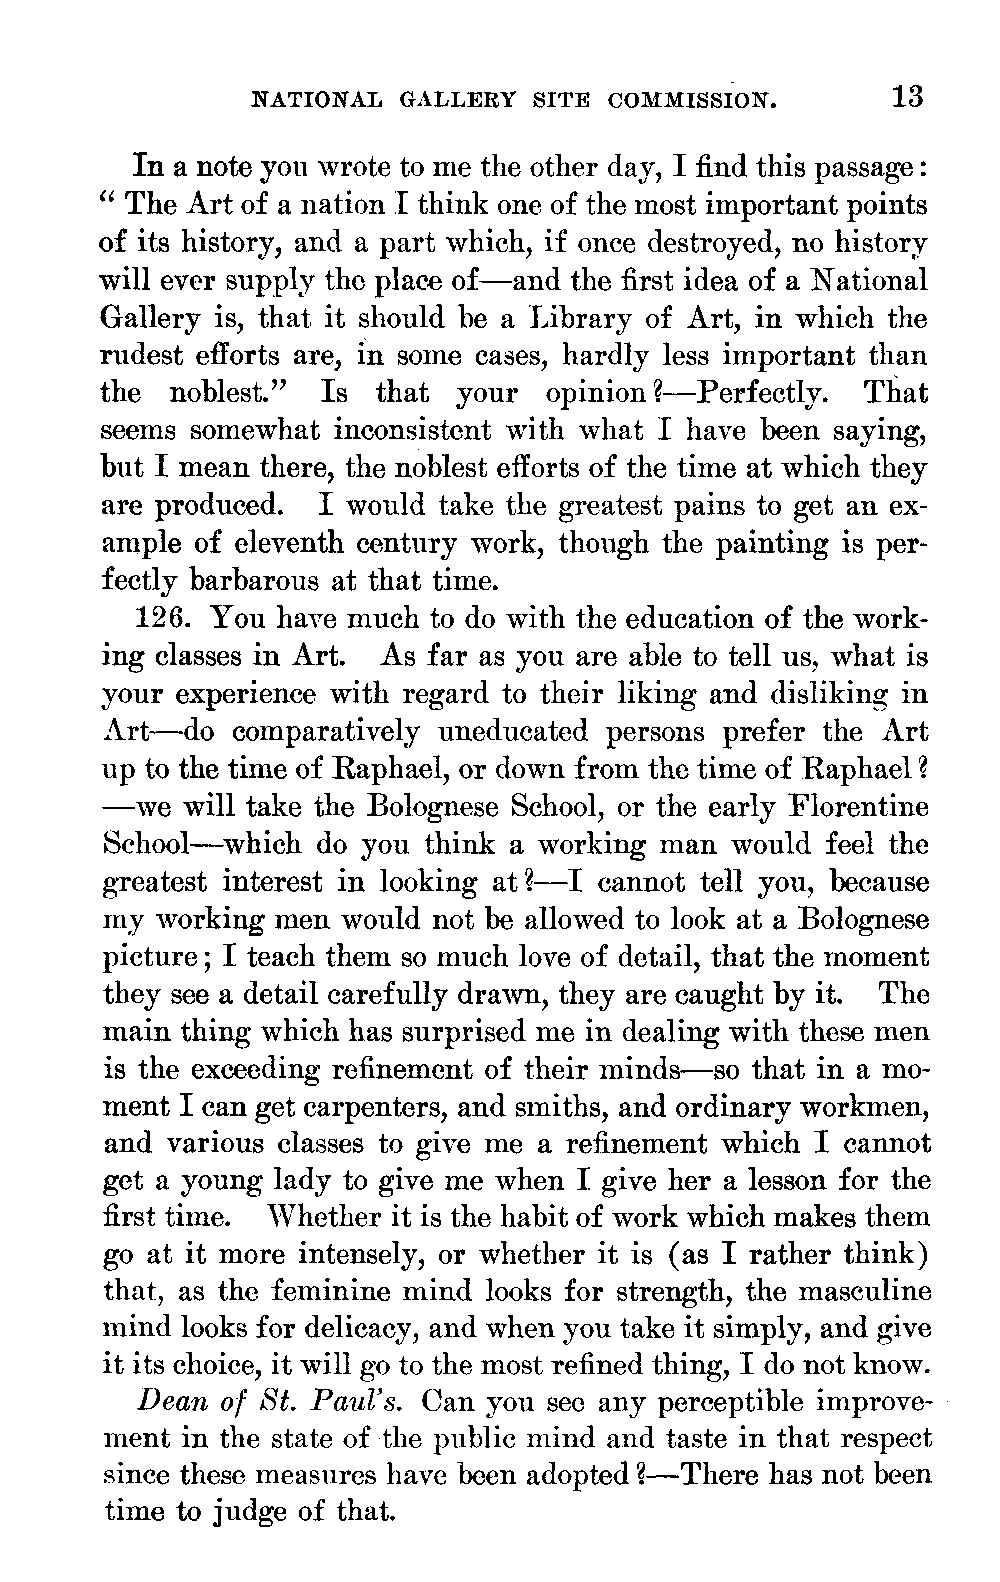 NATIONAL GALLERY SITE COMMISSION. 13
In a note you wrote to me the other day, I find this passage:
“ The Art of a nation I think one of the most important points
of its history, and a part which, if once destroyed, no history
will ever supply the place of—and the first idea of a National
Gallery is, that it should be a Library of Art, in which the
rudest efforts are, in some cases, hardly less important than
the noblest.” Is that your opinion?—Perfectly. That
seems somewhat inconsistent with what I have been saying,
but I mean there, the noblest efforts of the time at which they
are produced. I would take the greatest pains to get an ex-
ample of eleventh century work, though the painting is per-
fectly barbarous at that time.
126. You have much to do with the education of the work-
ing classes in Art. As far as you are able to tell us, what is
your experience with regard to their liking and disliking in
Art—do comparatively uneducated persons prefer the Art
up to the time of Raphael, or down from the time of Raphael?
—we will take the Bolognese School, or the early Florentine
School—which do you think a working man would feel the
greatest interest in looking at?—I cannot tell you, because
my working men would not be allowed to look at a Bolognese
picture; I teach them so much love of detail, that the moment
they see a detail carefully drawn, they are caught by it. The
main thing which has surprised me in dealing with these men
is the exceeding refinement of their minds—so that in a mo-
ment I can get carpenters, and smiths, and ordinary workmen,
and various classes to give me a refinement which I cannot
get a young lady to give me when I give her a lesson for the
first time. Whether it is the habit of work which makes them
go at it more intensely, or whether it is (as I rather think)
that, as the feminine mind looks for strength, the masculine
mind looks for delicacy, and when you take it simply, and give
it its choice, it will go to the most refined thing, I do not know.
Dean of St. Paul’s. Can you see any perceptible improve-
ment in the state of the public mind and taste in that respect
since these measures have been adopted?—There has not been
time to judge of that.